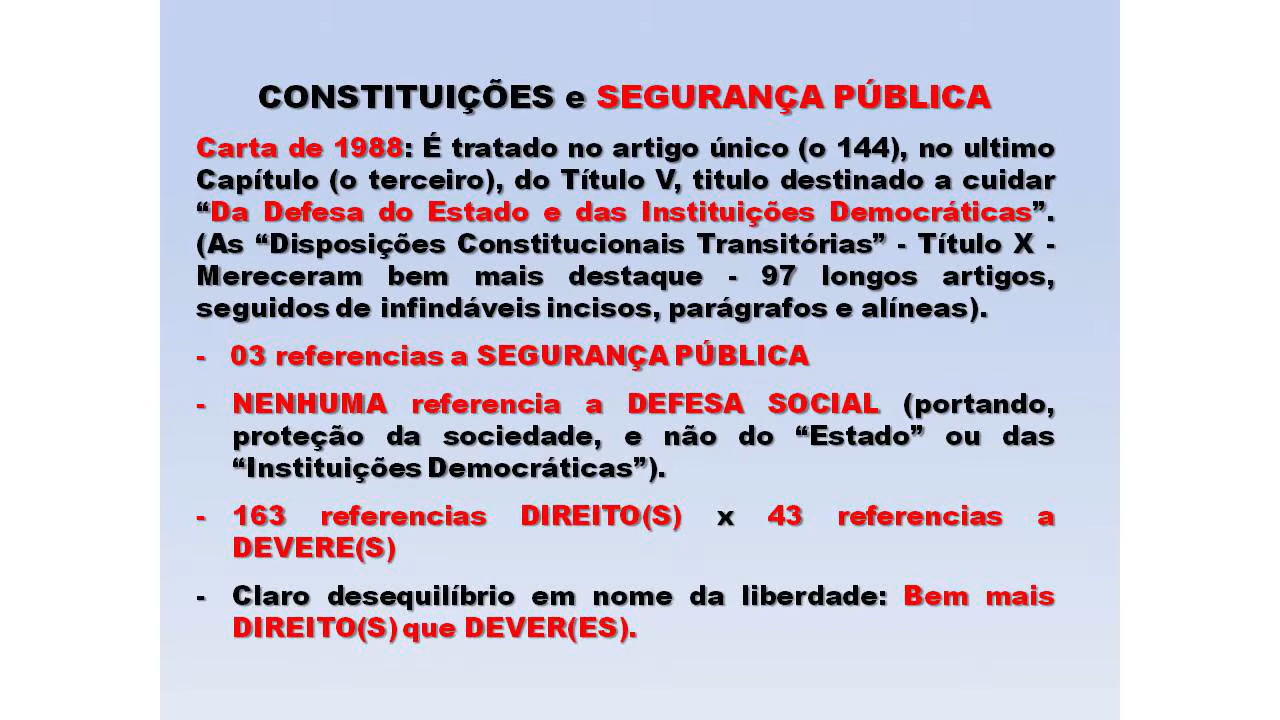 CONSTITUIÇÕES e SEGURANÇA PÚBLICA
Carta de 1988: É tratado no artigo único (o 144), no ultimo
Capítulo (o terceiro), do Título V, titulo destinado a cuidar
“Da Defesa do Estado e das Instituições Democráticas”.
(As “Disposições Constitucionais Transitórias” - Título X -
Mereceram bem mais destaque - 97 longos artigos,
seguidos de infindáveis incisos, parágrafos e alíneas).
- 03 referencias a SEGURANÇA PÚBLICA
- NENHUMA referencia a DEFESA SOCIAL (portando,
proteção da sociedade, e não do “Estado” ou das
“Instituições Democráticas”).
- 163 referencias DIREITO(S) x 43 referencias a
DEVERE(S)
- Claro desequilíbrio em nome da liberdade: Bem mais
DIREITO(S) que DEVER(ES).